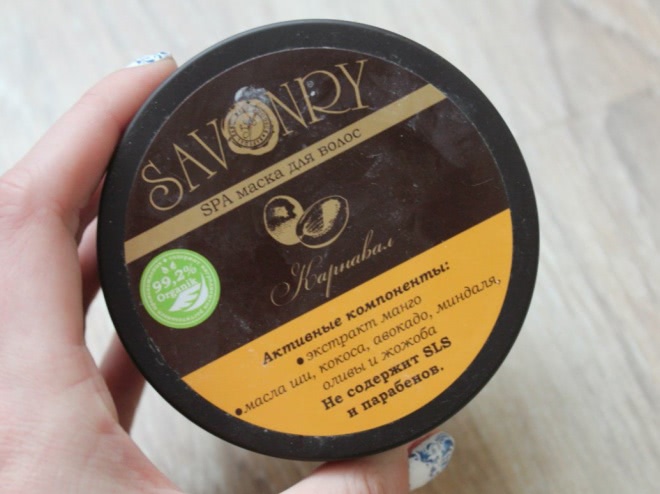 SAVONRY
SPA маска для волос
Карнавал
99,2%
Organik
Активные компоненты:
•экстракт манго
•масла ши, кокоса, авокадо, миндаля,
оливы и жожоба
Не содержит SLS
и парабенов.